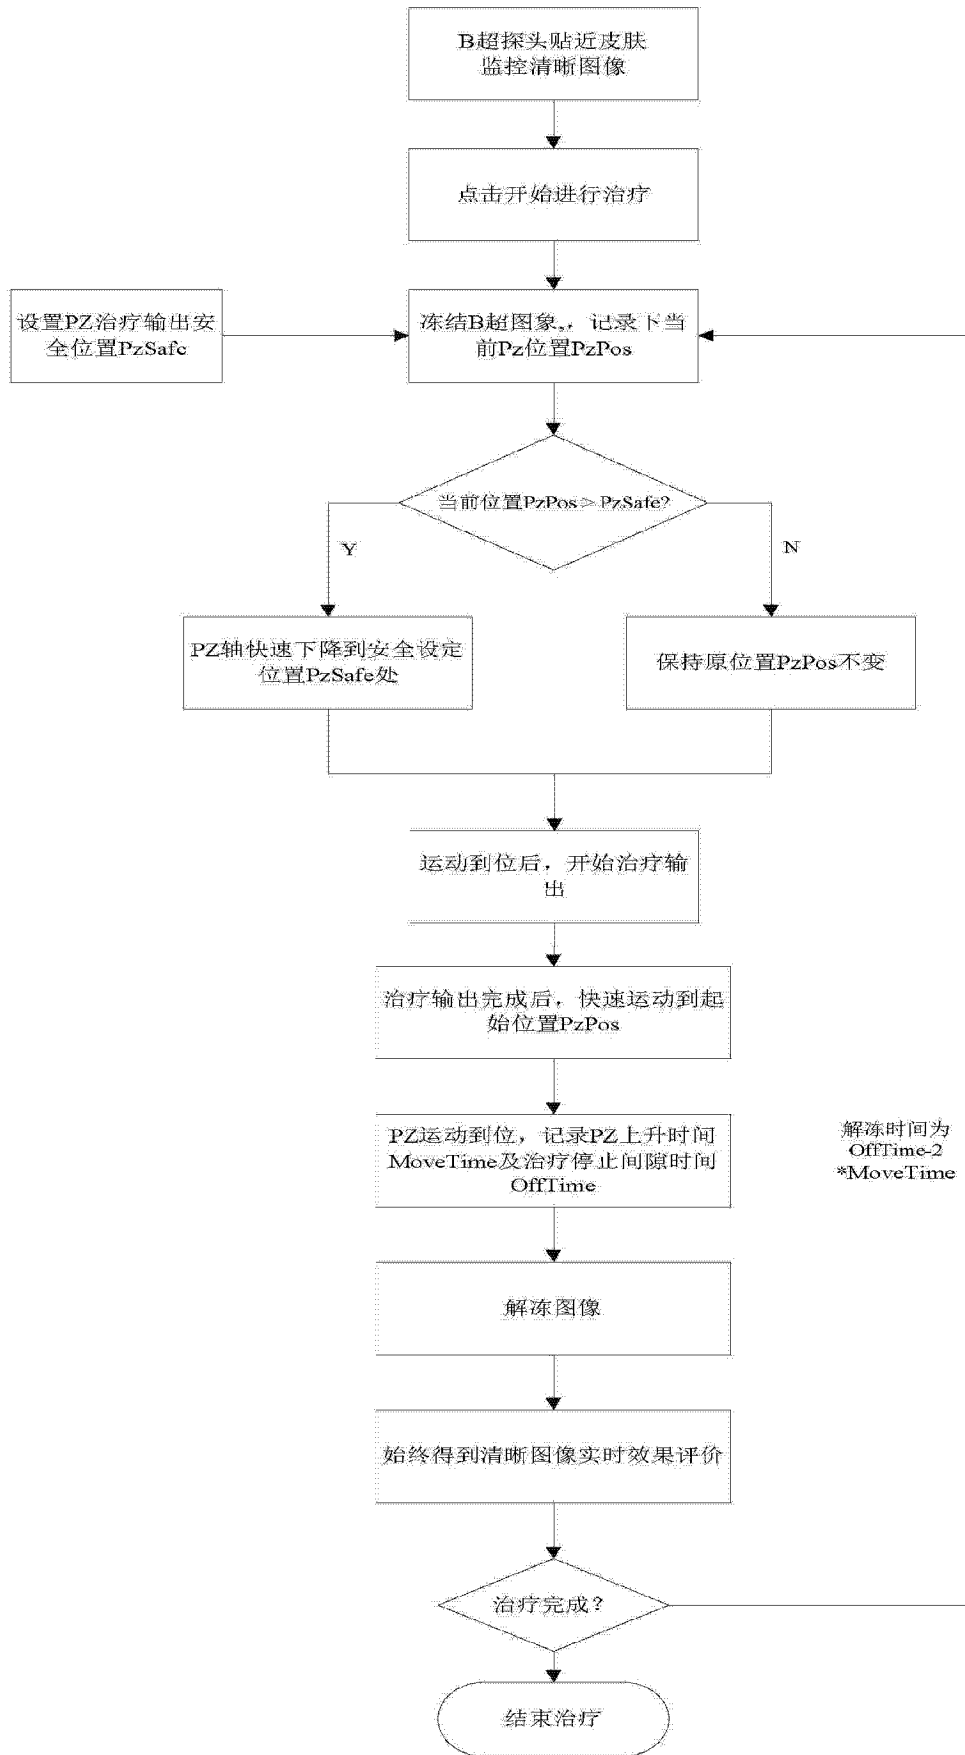 B超探头贴近皮肤
监控清晰图像
点击开始进行治疗
设置PZ治疗输出安
全位置PzSafe
冻结B超图象,，记录下当
前Pz位置PzPos
当前位置PzPos＞PzSafe?
Y
N
PZ轴快速下降到安全设定
位置PzSafe处
保持原位置PzPos不变
运动到位后，开始治疗输
出
治疗输出完成后，快速运动到起
始位置PzPos
PZ运动到位，记录PZ上升时间
MoveTime及治疗停止间隙时间
OffTime
解冻时间为
OffTime-2
*MoveTime
解冻图像
始终得到清晰图像实时效果评价
治疗完成？
结束治疗